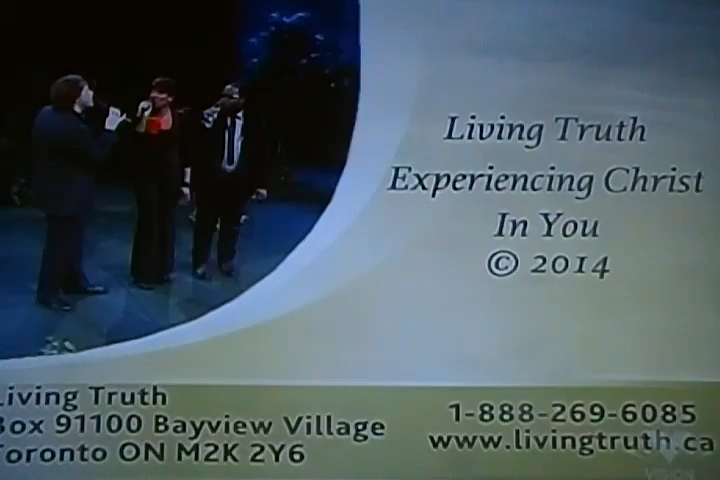 Living Truth
Experiencing Christ
In You
© 2014
Living Truth
Box 91100 Bayview Village
Toronto ON M2K 2Y6
1-888-269-6085
www.livingtruth.ca
VISION